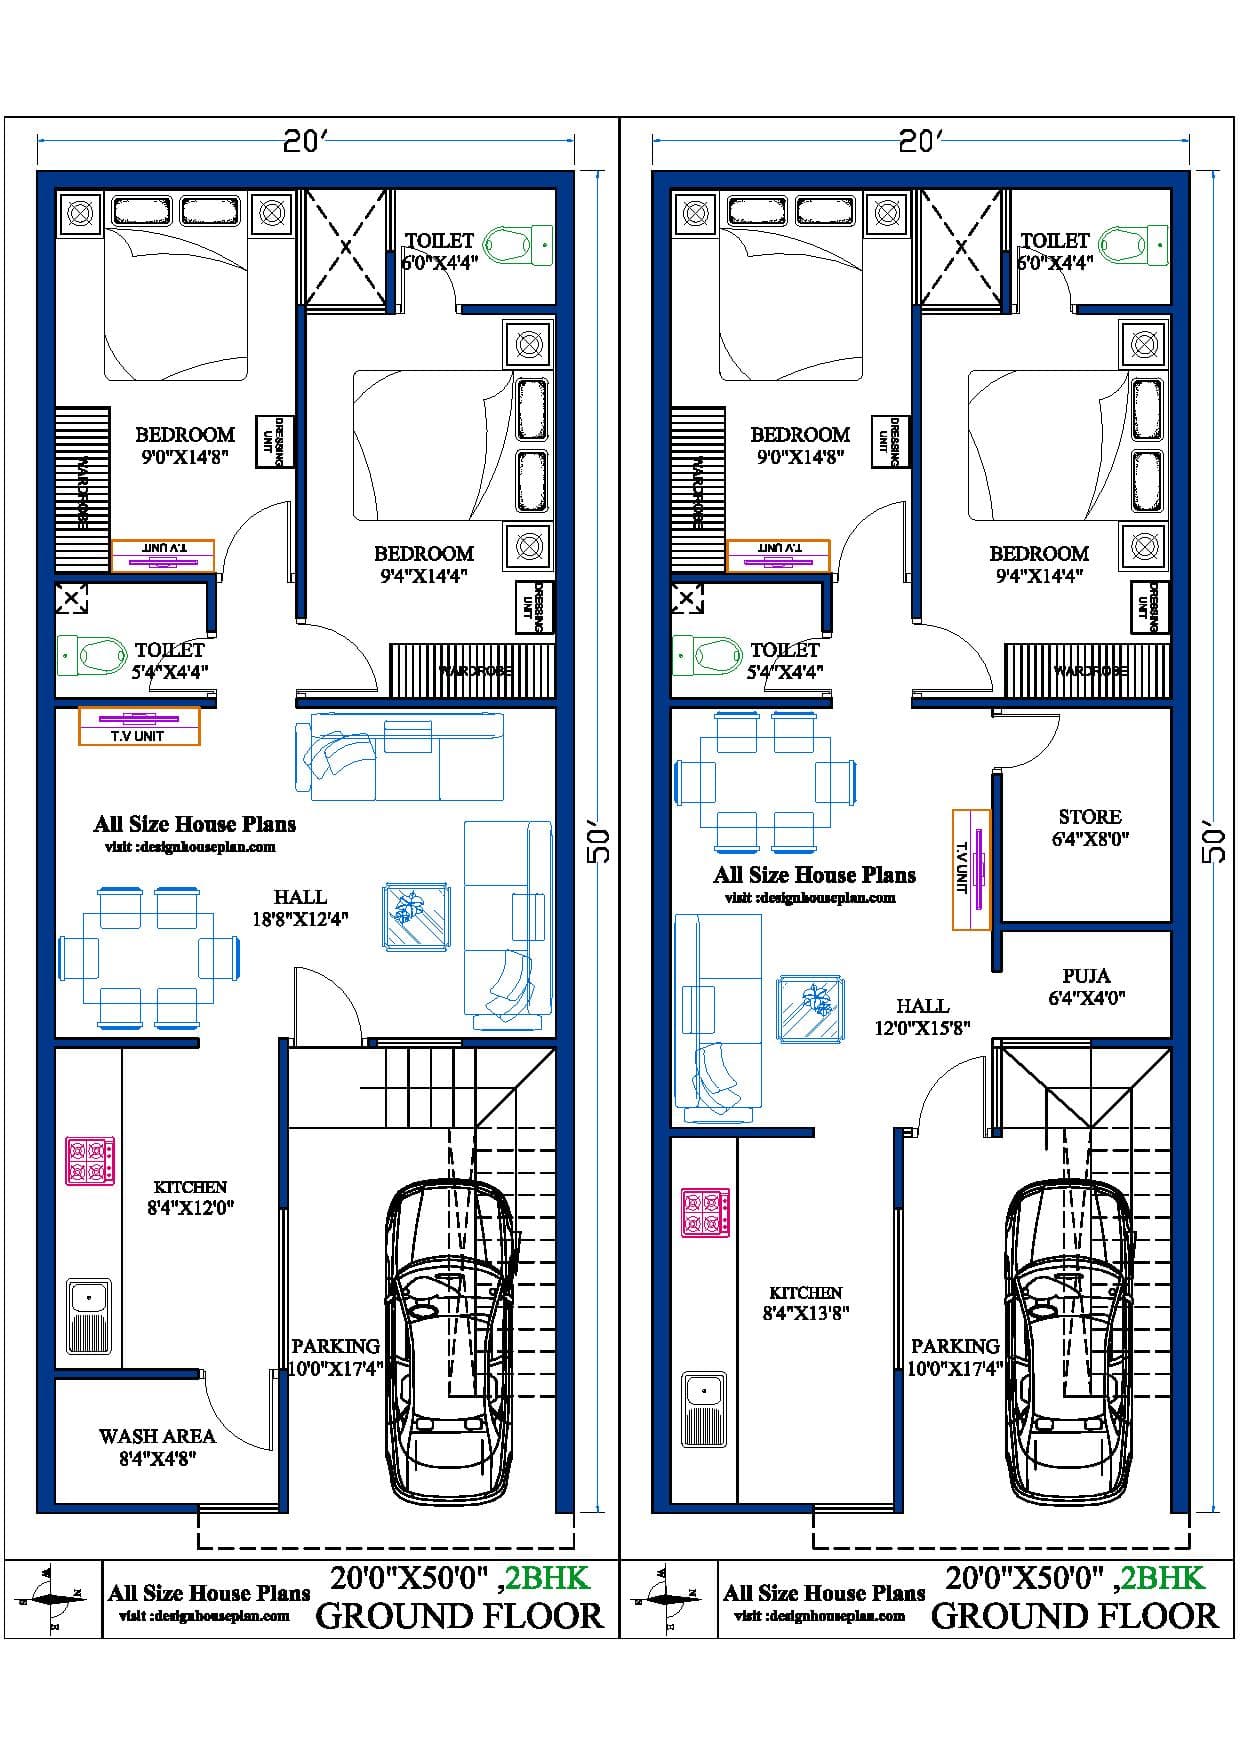 50'
20'
TOILET
6'0"X4'4"
BEDROOM
9'4"X14'4"
DRESSING
UNIT
WARDROBE
STORE
6'4"X8'0"
PUJA
6'4"X4'0"
T.V UNIT
HALL
12'0"X15'8"
PARKING
10'0"X17'4"
DRESSING
UNIT
BEDROOM
9'0"X14'8"
T.V UNIT
WARDROBE
TOILET
5'4"X4'4"
All Size House Plans
visit :designhouseplan.com
KITCHEN
8'4"X13'8"
20'0"X50'0" ,2BHK
GROUND FLOOR
All Size House Plans
visit :designhouseplan.com
N
W
E
S
50'
20'
TOILET
6'0"X4'4"
BEDROOM
9'4"X14'4"
DRESSING
UNIT
WARDROBE
HALL
18'8"X12'4"
PARKING
10'0"X17'4"
DRESSING
UNIT
BEDROOM
9'0"X14'8"
T.V UNIT
WARDROBE
TOILET
5'4"X4'4"
T.V UNIT
All Size House Plans
visit :designhouseplan.com
KITCHEN
8'4"X12'0"
WASH AREA
8'4"X4'8"
20'0"X50'0" ,2BHK
GROUND FLOOR
All Size House Plans
visit :designhouseplan.com
N
W
E
S